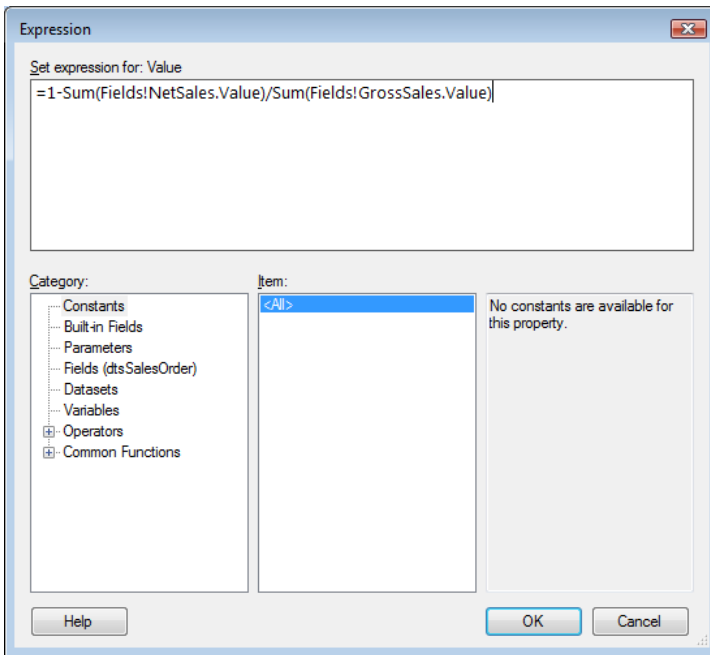 Expression
Set expression for: Value
=1-Sum(Fields!NetSales.Value)/Sum(Fields!GrossSales.Value)
Category:
Item:
Constants
Built-in Fields
Parameters
Fields (dtsSalesOrder)
Datasets
Variables
Operators
Common Functions
<All>
No constants are available for
this property.
Help
OK
Cancel